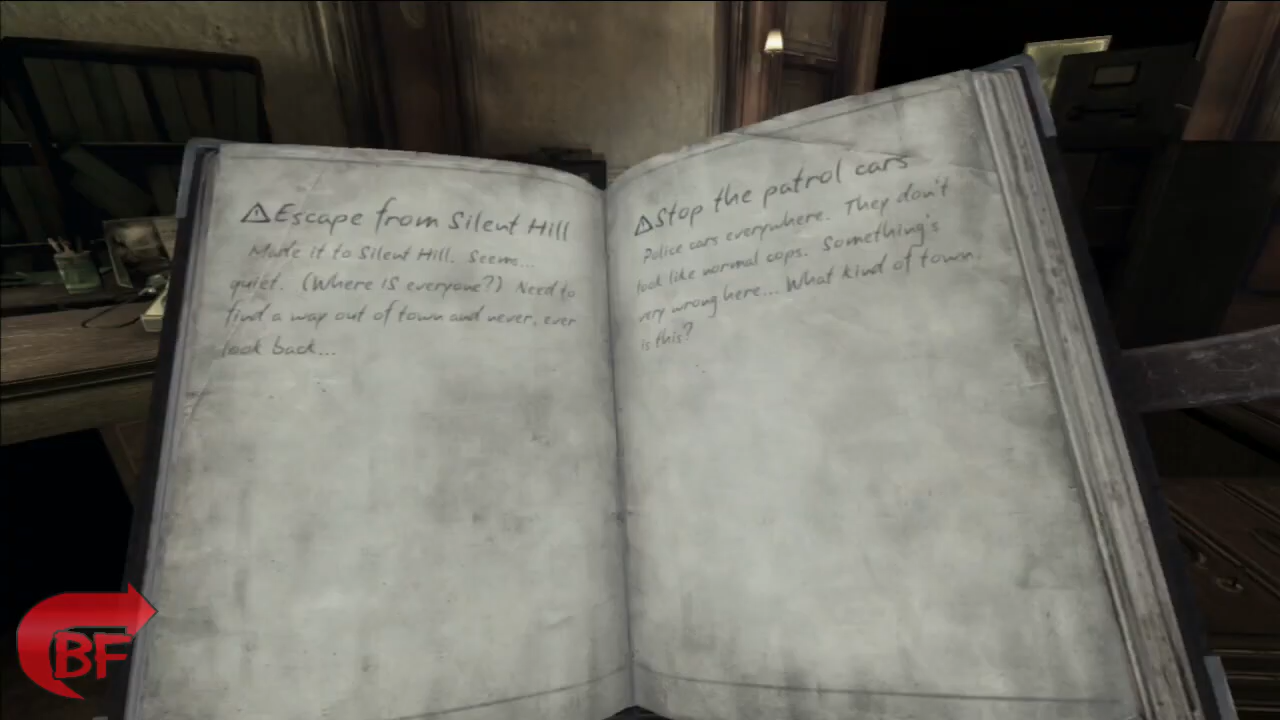 ⚠Escape from Silent Hill
Made it to Silent Hill. Seems...
quiet. (Where is everyone?) Need to
find a way out of town and never, ever
look back...
⚠Stop the patrol cars
Police cars everywhere. They don't
look like normal cops. Something's
very wrong here... What kind of town
is this?
BF